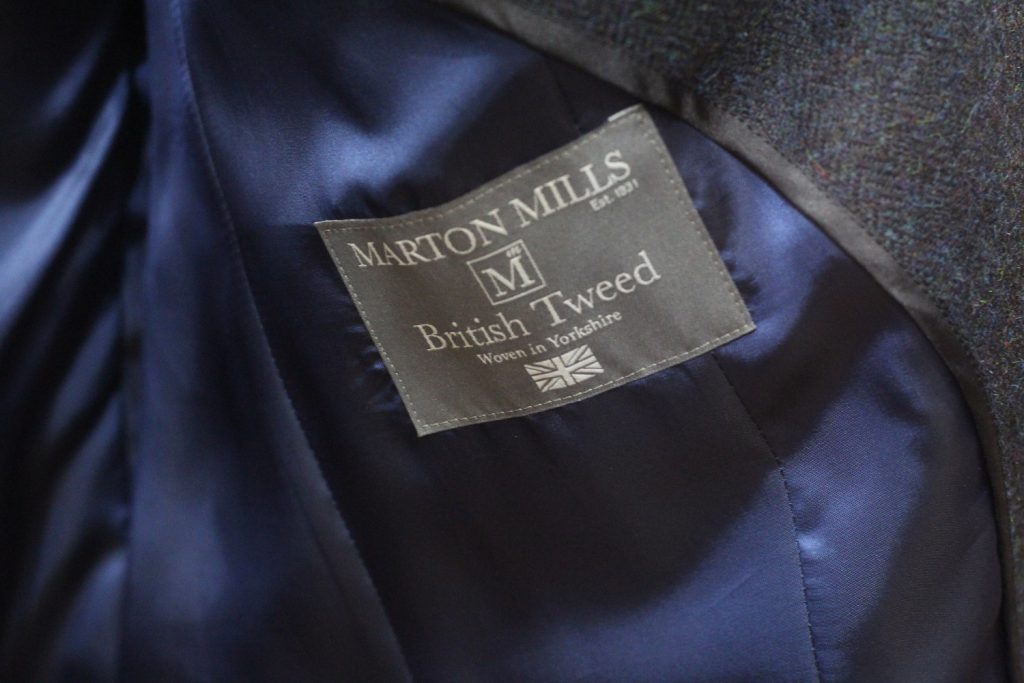 MARTON MILLS
Est. 1931
M
British Tweed
Woven in Yorkshire